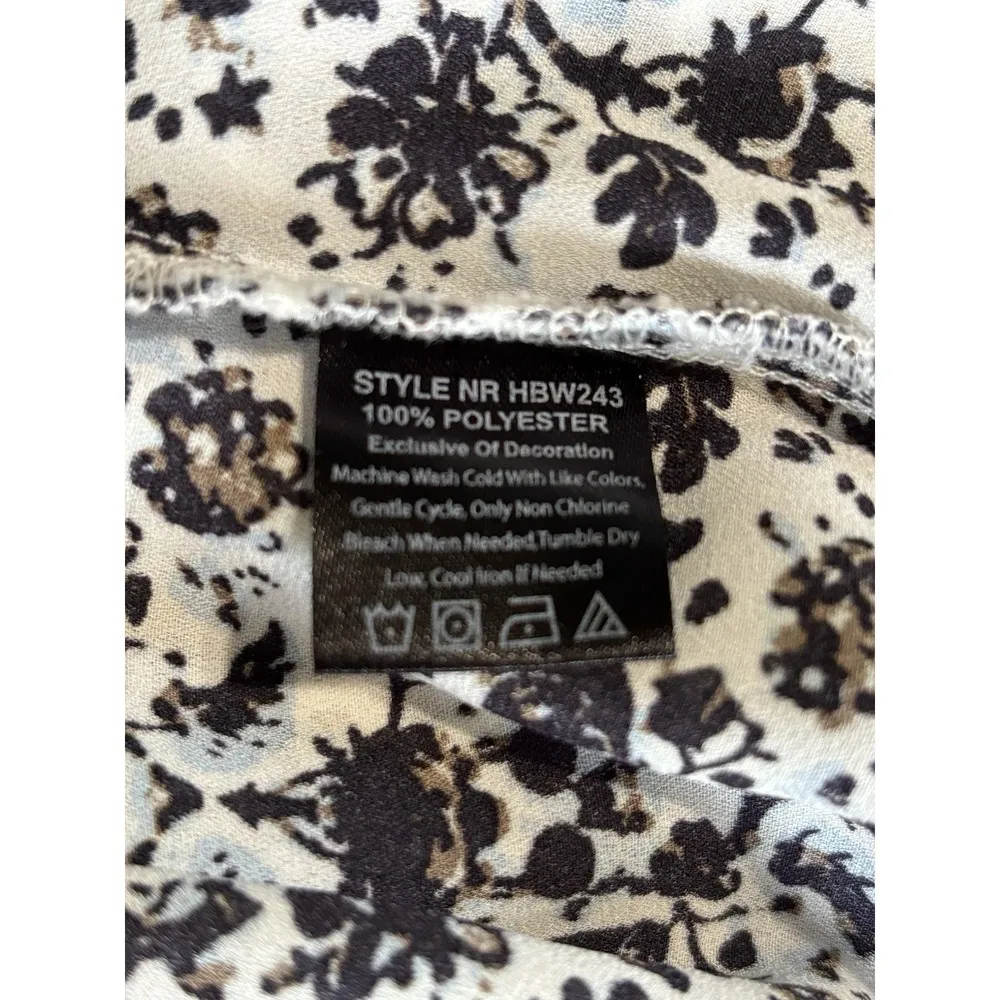 STYLE NR HBW243
100% POLYESTER
Exclusive Of Decoration
Machine Wash Cold With Like Colors,
Gentle Cycle, Only Non Chlorine
Bleach When Needed, Tumble Dry
Low, Cool Iron If Needed